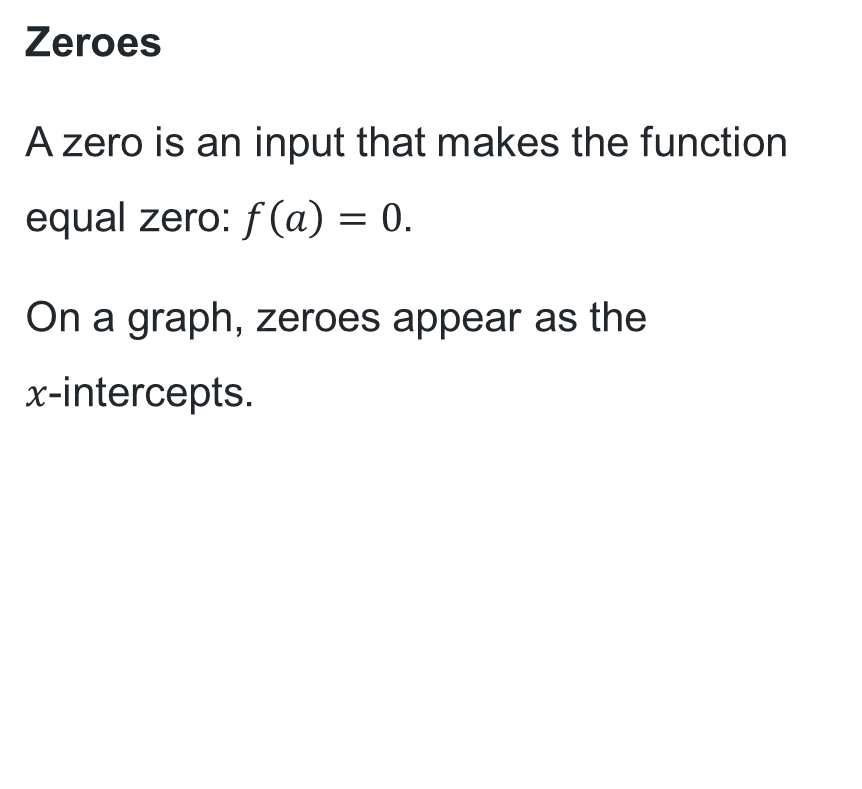 Zeroes
A zero is an input that makes the function
equal zero: f(a) = 0.
On a graph, zeroes appear as the
x-intercepts.